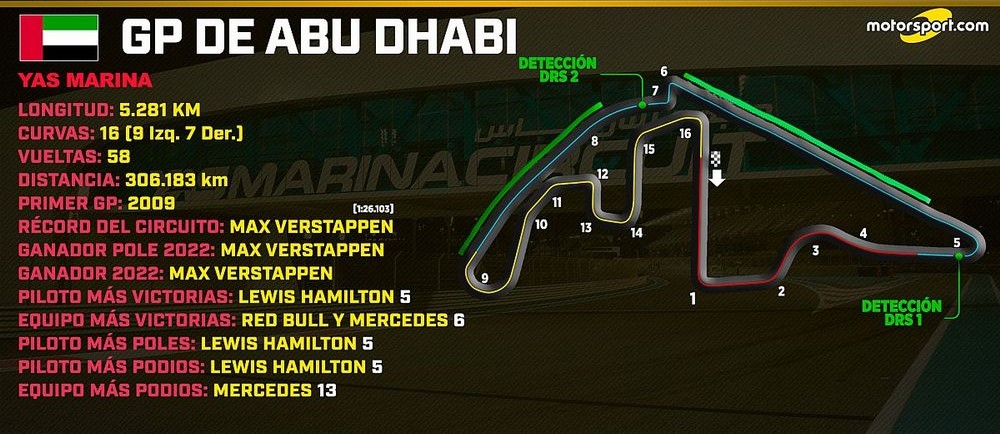 GP DE ABU DHABI
motorsport.com
YAS MARINA
LONGITUD: 5.281 KM
CURVAS: 16 (9 Izq. 7 Der.)
VUELTAS: 58
DISTANCIA: 306.183 km
PRIMER GP: 2009
[1:26.103]
RÉCORD DEL CIRCUITO: MAX VERSTAPPEN
GANADOR POLE 2022: MAX VERSTAPPEN
GANADOR 2022: MAX VERSTAPPEN
PILOTO MÁS VICTORIAS: LEWIS HAMILTON 5
EQUIPO MÁS VICTORIAS: RED BULL Y MERCEDES 6
PILOTO MÁS POLES: LEWIS HAMILTON 5
PILOTO MÁS PODIOS: LEWIS HAMILTON 5
EQUIPO MÁS PODIOS: MERCEDES 13
DETECCIÓN
DRS 2
6
7
8
16
15
12
11
10
13
14
9
1
2
3
4
5
DETECCIÓN
DRS 1
MARINA CIRCUIT